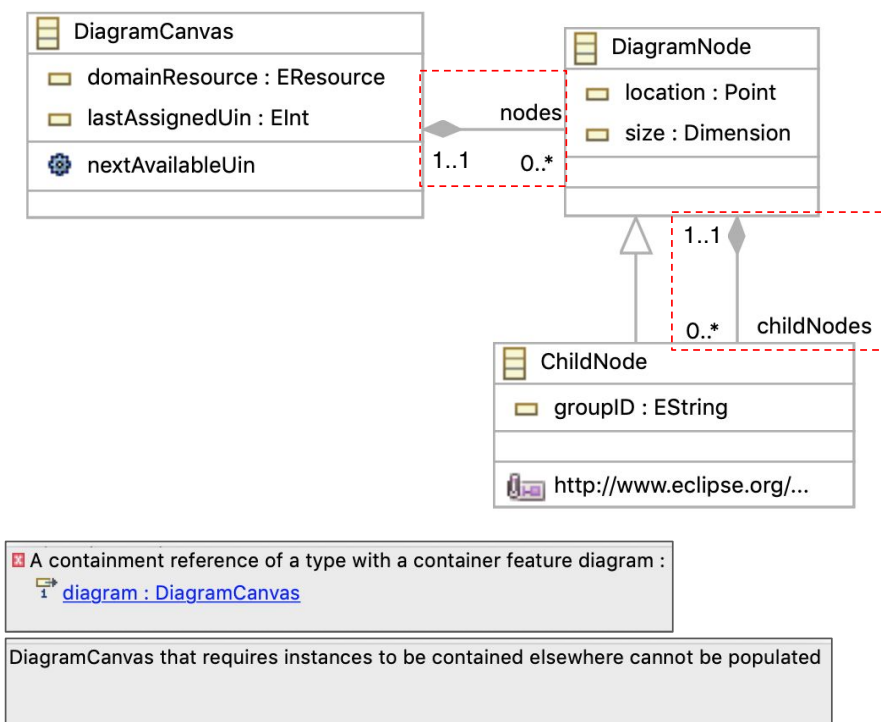 DiagramCanvas
domainResource : EResource
lastAssignedUin : EInt
nextAvailableUin
nodes
1..1
0..*
DiagramNode
location : Point
size : Dimension
1..1
0..*
childNodes
ChildNode
groupID : EString
http://www.eclipse.org/...
A containment reference of a type with a container feature diagram :
1
diagram : DiagramCanvas
DiagramCanvas that requires instances to be contained elsewhere cannot be populated